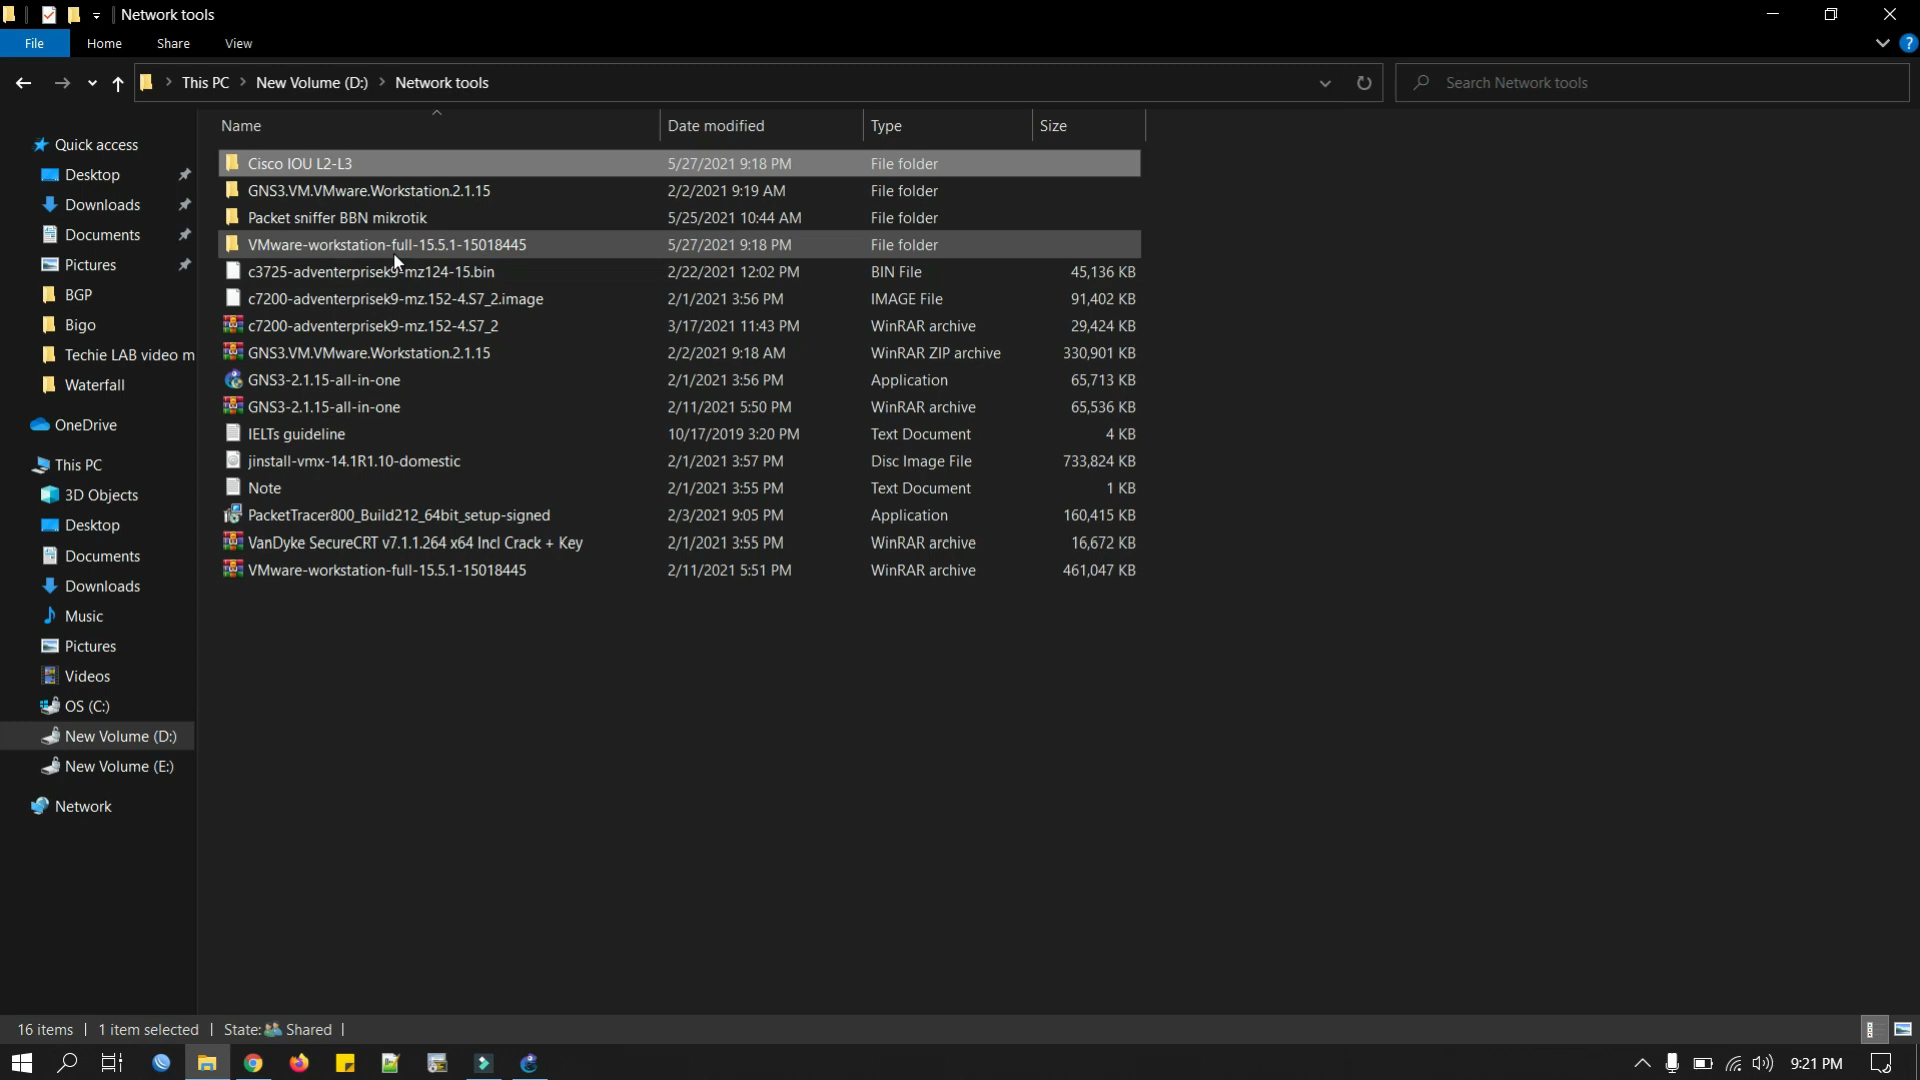 Network tools
File Home Share View
This PC New Volume (D:) Network tools Search Network tools
Name Date modified Type Size
Quick access
Desktop
Downloads
Documents
Pictures
BGP
Bigo
Techie LAB video m
Waterfall
OneDrive
This PC
3D Objects
Desktop
Documents
Downloads
Music
Pictures
Videos
OS (C:)
New Volume (D:)
New Volume (E:)
Network
Cisco IOU L2-L3 5/27/2021 9:18 PM File folder
GNS3.VM.VMware.Workstation.2.1.15 2/2/2021 9:19 AM File folder
Packet sniffer BBN mikrotik 5/25/2021 10:44 AM File folder
VMware-workstation-full-15.5.1-15018445 5/27/2021 9:18 PM File folder
c3725-adventerprisek9-mz124-15.bin 2/22/2021 12:02 PM BIN File 45,136 KB
c7200-adventerprisek9-mz.152-4.S7_2.image 2/1/2021 3:56 PM IMAGE File 91,402 KB
c7200-adventerprisek9-mz.152-4.S7_2 3/17/2021 11:43 PM WinRAR archive 29,424 KB
GNS3.VM.VMware.Workstation.2.1.15 2/2/2021 9:18 AM WinRAR ZIP archive 330,901 KB
GNS3-2.1.15-all-in-one 2/1/2021 3:56 PM Application 65,713 KB
GNS3-2.1.15-all-in-one 2/11/2021 5:50 PM WinRAR archive 65,536 KB
IELTs guideline 10/17/2019 3:20 PM Text Document 4 KB
jinstall-vmx-14.1R1.10-domestic 2/1/2021 3:57 PM Disc Image File 733,824 KB
Note 2/1/2021 3:55 PM Text Document 1 KB
PacketTracer800_Build212_64bit_setup-signed 2/3/2021 9:05 PM Application 160,415 KB
VanDyke SecureCRT v7.1.1.264 x64 Incl Crack + Key 2/1/2021 3:55 PM WinRAR archive 16,672 KB
VMware-workstation-full-15.5.1-15018445 2/11/2021 5:51 PM WinRAR archive 461,047 KB
16 items 1 item selected State: Shared
9:21 PM